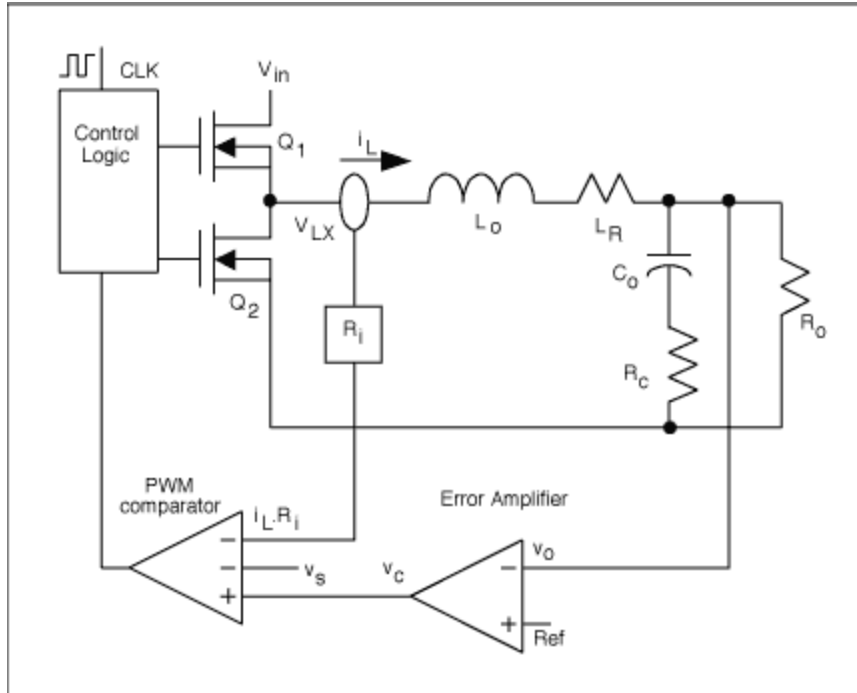 CLK
V_in
Control
Logic
Q_1
i_L
V_LX
L_o
L_R
C_o
Q_2
R_i
R_o
R_c
PWM
comparator
i_L.R_i
Error Amplifier
v_s
v_c
v_o
Ref